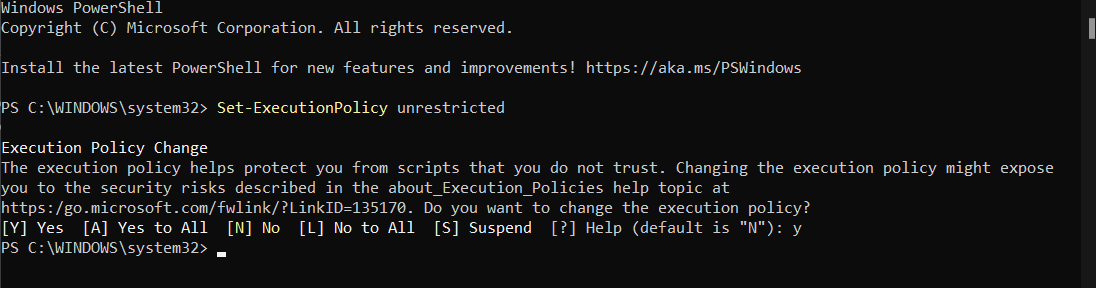 Windows PowerShell
Copyright (C) Microsoft Corporation. All rights reserved.
Install the latest PowerShell for new features and improvements! https://aka.ms/PSWindows
PS C:\WINDOWS\system32> Set-ExecutionPolicy unrestricted
Execution Policy Change
The execution policy helps protect you from scripts that you do not trust. Changing the execution policy might expose
you to the security risks described in the about_Execution_Policies help topic at
https:/go.microsoft.com/fwlink/?LinkID=135170. Do you want to change the execution policy?
[Y] Yes  [A] Yes to All  [N] No  [L] No to All  [S] Suspend  [?] Help (default is "N"): y
PS C:\WINDOWS\system32>